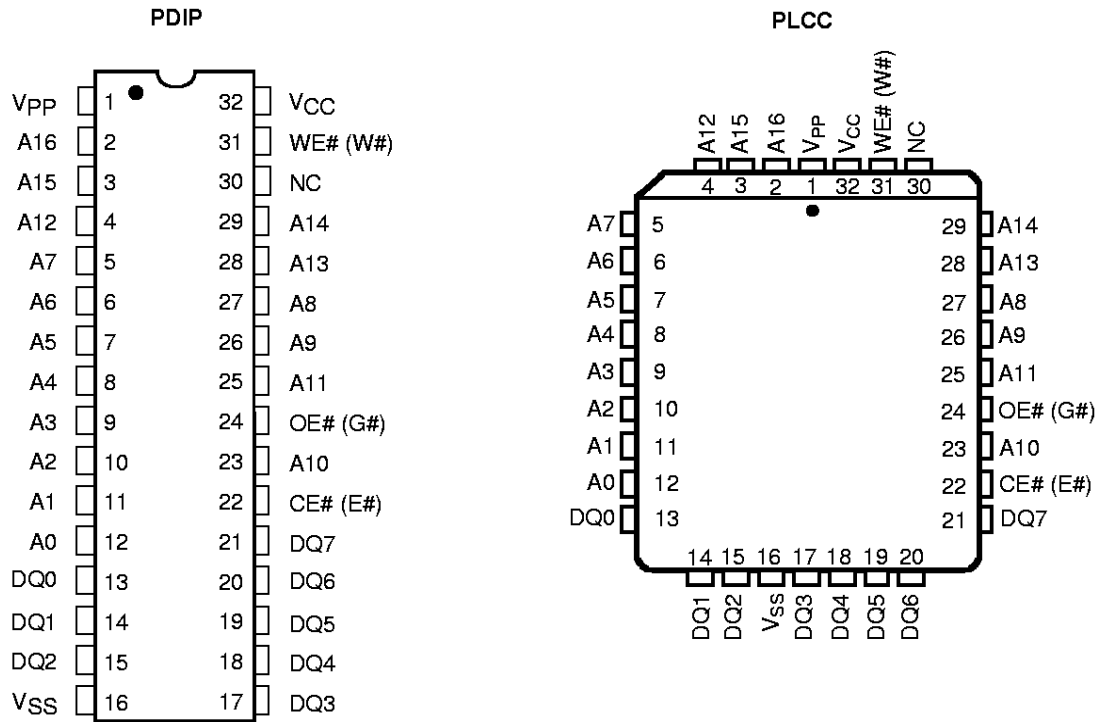 PDIP
VPP 1 32 VCC
A16 2 31 WE# (W#)
A15 3 30 NC
A12 4 29 A14
A7 5 28 A13
A6 6 27 A8
A5 7 26 A9
A4 8 25 A11
A3 9 24 OE# (G#)
A2 10 23 A10
A1 11 22 CE# (E#)
A0 12 21 DQ7
DQ0 13 20 DQ6
DQ1 14 19 DQ5
DQ2 15 18 DQ4
VSS 16 17 DQ3
PLCC
A12 A15 A16 VPP VCC WE# (W#) NC
4 3 2 1 32 31 30
A7 5 29 A14
A6 6 28 A13
A5 7 27 A8
A4 8 26 A9
A3 9 25 A11
A2 10 24 OE# (G#)
A1 11 23 A10
A0 12 22 CE# (E#)
DQ0 13 21 DQ7
14 15 16 17 18 19 20
DQ1 DQ2 VSS DQ3 DQ4 DQ5 DQ6